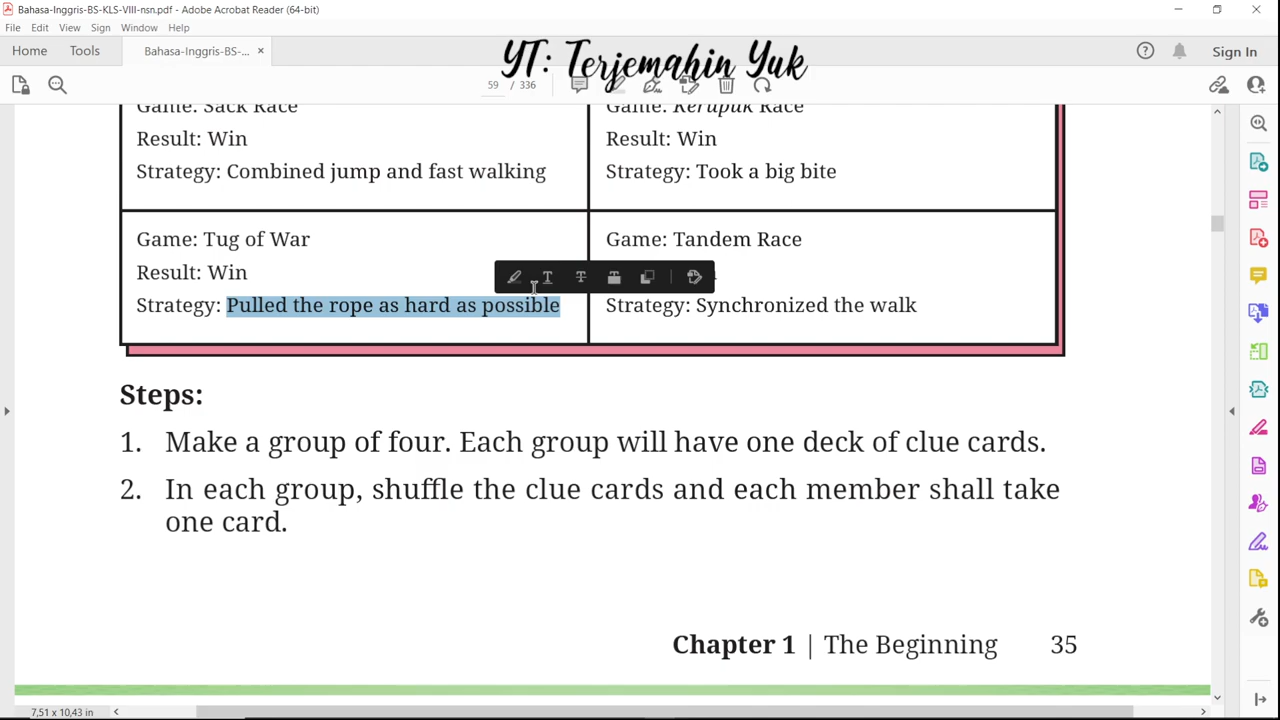 Bahasa-Inggris-BS-KLS-VIII-nsn.pdf - Adobe Acrobat Reader (64-bit)
File Edit View Sign Window Help
Home Tools Bahasa-Inggris-BS-... × Sign In
YT: Terjemahin Yuk
59 / 336
Game: Sack Race
Result: Win
Strategy: Combined jump and fast walking
Game: Kerupuk Race
Result: Win
Strategy: Took a big bite
Game: Tug of War
Result: Win
Strategy: Pulled the rope as hard as possible
Game: Tandem Race
Strategy: Synchronized the walk
Steps:
1. Make a group of four. Each group will have one deck of clue cards.
2. In each group, shuffle the clue cards and each member shall take
one card.
Chapter 1 | The Beginning 35
7,51 x 10,43 in